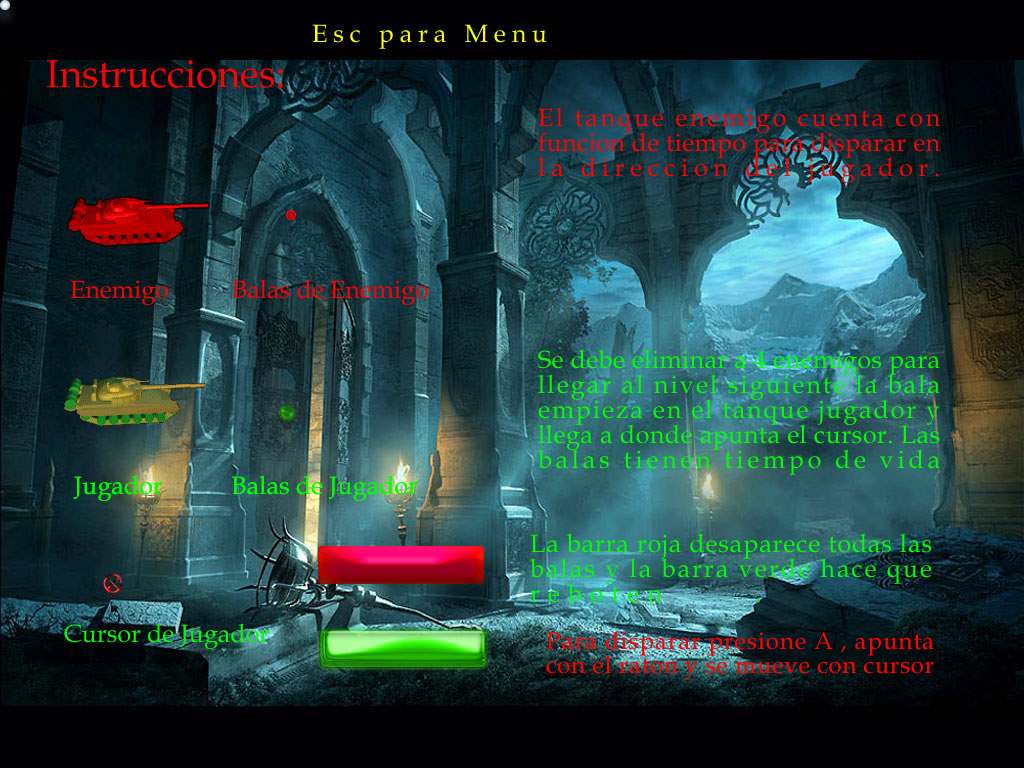 Esc para Menu
Instrucciones:
El tanque enemigo cuenta con
funcion de tiempo para disparar en
la direccion del jugador.
Enemigo
Balas de Enemigo
Se debe eliminar a 4 enemigos para
llegar al nivel siguiente la bala
empieza en el tanque jugador y
llega a donde apunta el cursor. Las
balas tienen tiempo de vida
Jugador
Balas de Jugador
La barra roja desaparece todas las
balas y la barra verde hace que
reboten
Cursor de Jugador
Para disparar presione A , apunta
con el raton y se mueve con cursor